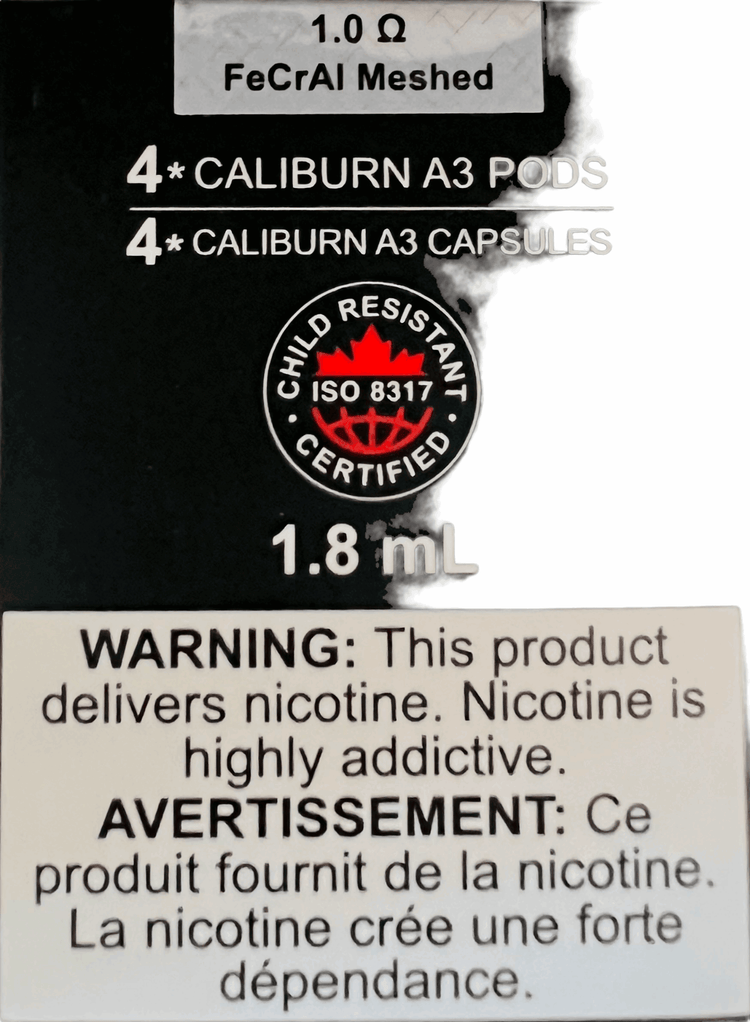 1.0 Ω
FeCrAl Meshed
4* CALIBURN A3 PODS
4* CALIBURN A3 CAPSULES
CHILD RESISTANT
ISO 8317
• CERTIFIED •
1.8 mL
WARNING: This product
delivers nicotine. Nicotine is
highly addictive.
AVERTISSEMENT: Ce
produit fournit de la nicotine.
La nicotine crée une forte
dépendance.